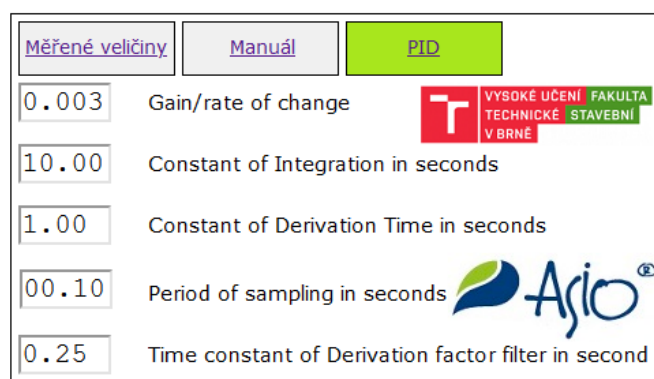 Měřené veličiny Manuál PID
0.003 Gain/rate of change
VYSOKÉ UČENÍ FAKULTA
TECHNICKÉ STAVEBNÍ
V BRNĚ
10.00 Constant of Integration in seconds
1.00 Constant of Derivation Time in seconds
00.10 Period of sampling in seconds
Asio®
0.25 Time constant of Derivation factor filter in second